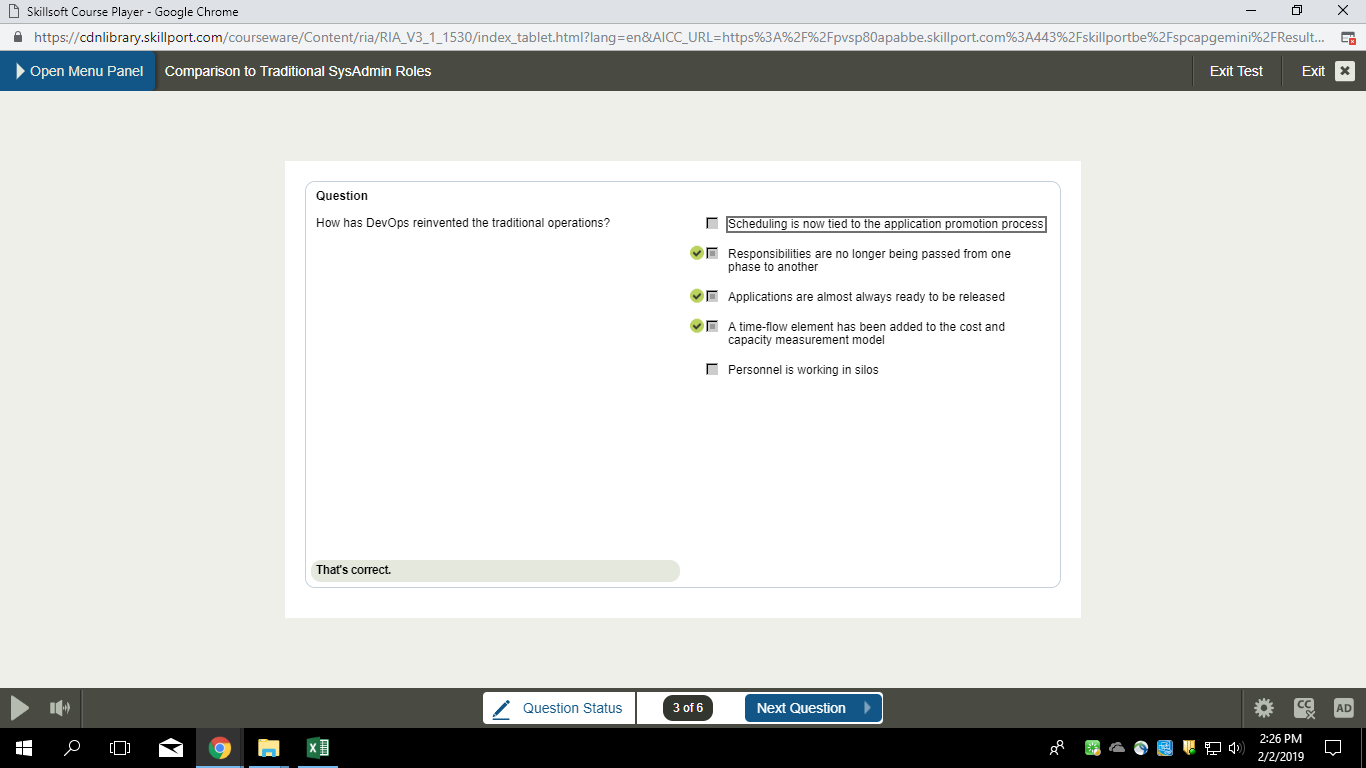 Skillsoft Course Player - Google Chrome
https://cdnlibrary.skillport.com/courseware/Content/ria/RIA_V3_1_1530/index_tablet.html?lang=en&AICC_URL=https%3A%2F%2Fpvsp80apabbe.skillport.com%3A443%2Fskillportbe%2Fspcapgemini%2FResult...
Open Menu Panel
Comparison to Traditional SysAdmin Roles
Exit Test
Exit
Question
How has DevOps reinvented the traditional operations?
Scheduling is now tied to the application promotion process
Responsibilities are no longer being passed from one
phase to another
Applications are almost always ready to be released
A time-flow element has been added to the cost and
capacity measurement model
Personnel is working in silos
That's correct.
Question Status
3 of 6
Next Question
CC
AD
2:26 PM
2/2/2019